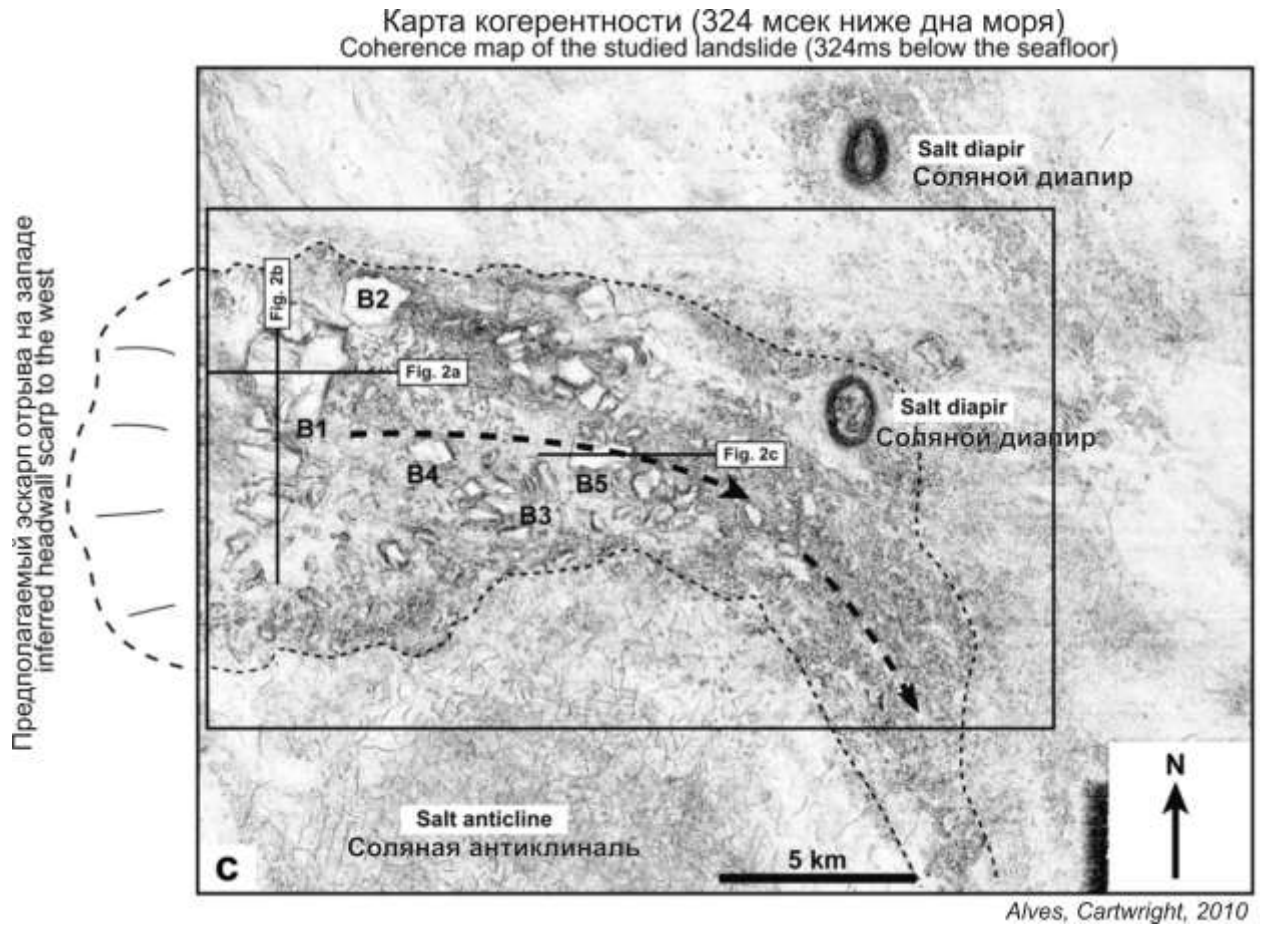 Карта когерентности (324 мсек ниже дна моря)
Coherence map of the studied landslide (324ms below the seafloor)
Предполагаемый эскарп отрыва на западе
inferred headwall scarp to the west
Salt diapir
Соляной диапир
Fig. 2b
B2
Fig. 2a
Salt diapir
Соляной диапир
B1
Fig. 2c
B4
B5
B3
Salt anticline
Соляная антиклиналь
5 km
N
c
Alves, Cartwright, 2010